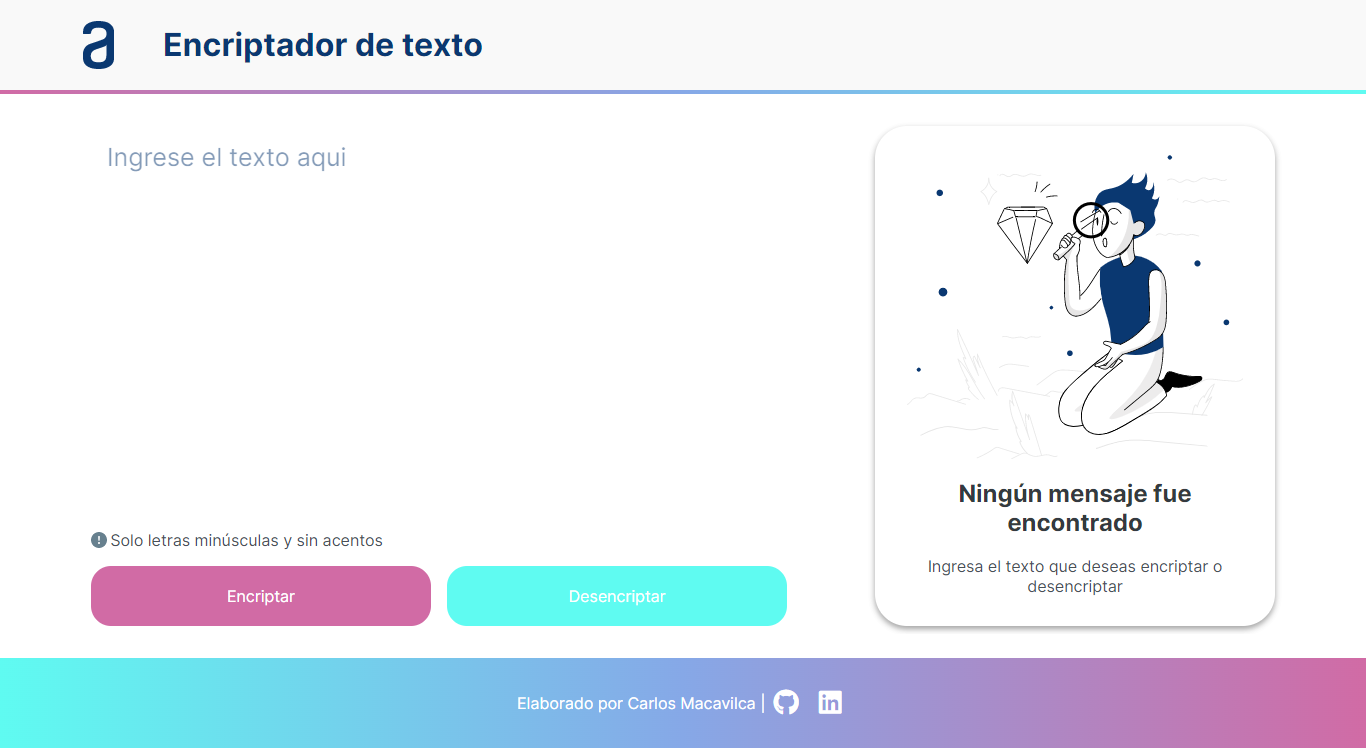 a
Encriptador de texto
Ingrese el texto aqui
Solo letras minúsculas y sin acentos
Encriptar
Desencriptar
Ningún mensaje fue
encontrado
Ingresa el texto que deseas encriptar o
desencriptar
Elaborado por Carlos Macavilca |
in